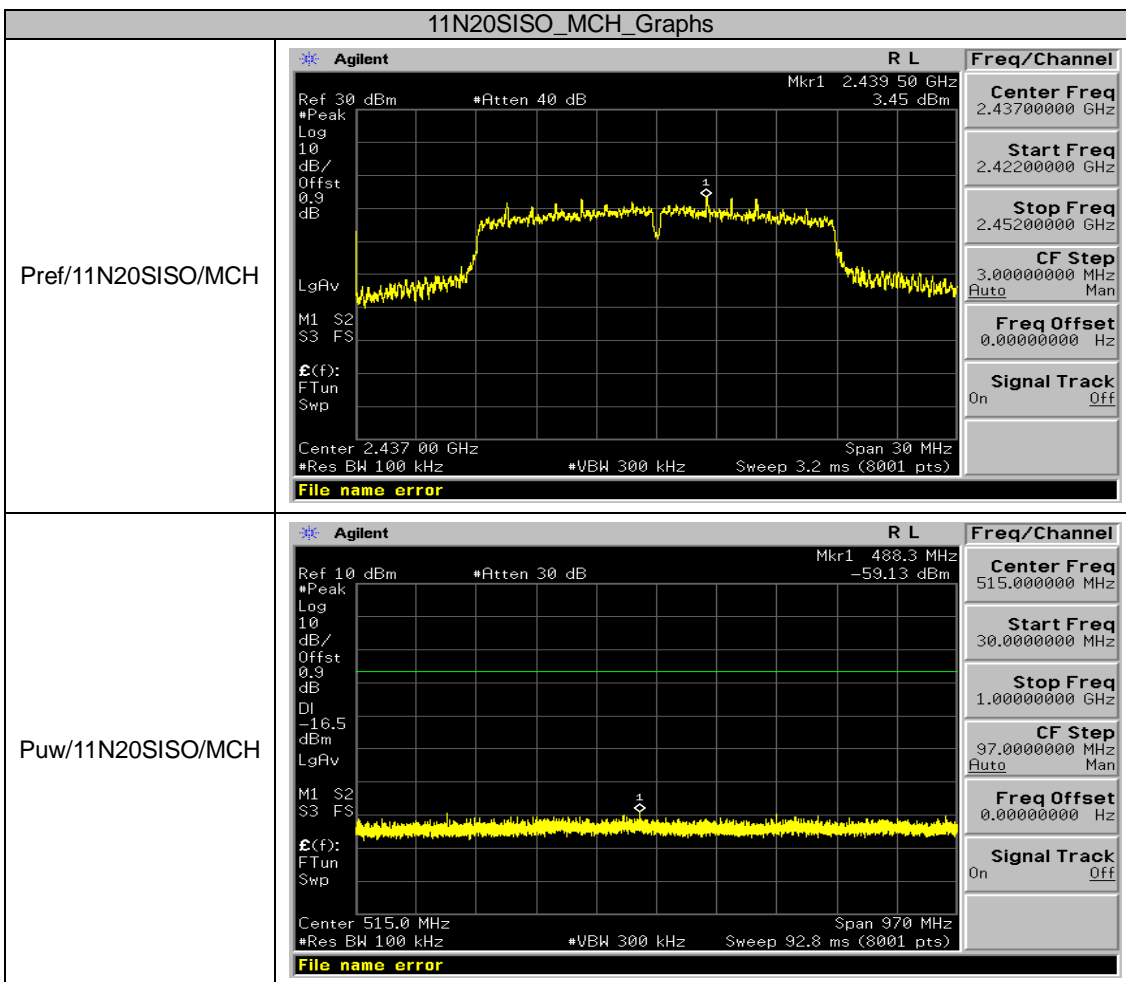 11N20SISO_MCH_Graphs
Pref/11N20SISO/MCH
Agilent R L Freq/Channel
Mkr1 2.439 50 GHz
Ref 30 dBm #Atten 40 dB 3.45 dBm
#Peak
Log
10
dB/
Offst
0.9
dB
LgAv
M1 S2
S3 FS
£(f):
FTun
Swp
1
Center 2.437 00 GHz Span 30 MHz
#Res BW 100 kHz #VBW 300 kHz Sweep 3.2 ms (8001 pts)
File name error
Center Freq
2.43700000 GHz
Start Freq
2.42200000 GHz
Stop Freq
2.45200000 GHz
CF Step
3.00000000 MHz
Auto Man
Freq Offset
0.00000000 Hz
Signal Track
On Off
Puw/11N20SISO/MCH
Agilent R L Freq/Channel
Mkr1 488.3 MHz
Ref 10 dBm #Atten 30 dB -59.13 dBm
#Peak
Log
10
dB/
Offst
0.9
dB
DI
-16.5
dBm
LgAv
M1 S2
S3 FS
£(f):
FTun
Swp
1
Center 515.0 MHz Span 970 MHz
#Res BW 100 kHz #VBW 300 kHz Sweep 92.8 ms (8001 pts)
File name error
Center Freq
515.000000 MHz
Start Freq
30.0000000 MHz
Stop Freq
1.00000000 GHz
CF Step
97.0000000 MHz
Auto Man
Freq Offset
0.00000000 Hz
Signal Track
On Off